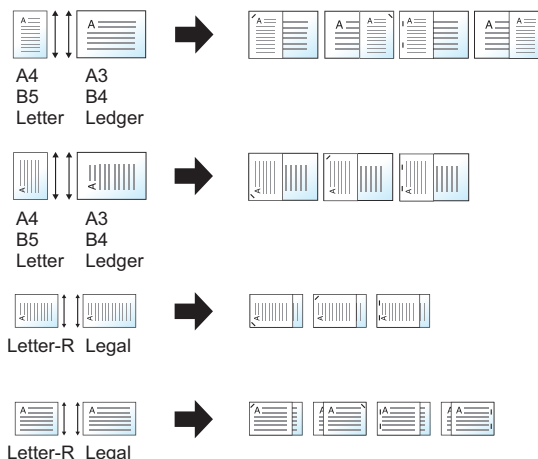 A A A A A A
A4 A3
B5 B4
Letter Ledger
A A A A A
A4 A3
B5 B4
Letter Ledger
A A A A A
Letter-R Legal
A A A A A A A A
Letter-R Legal